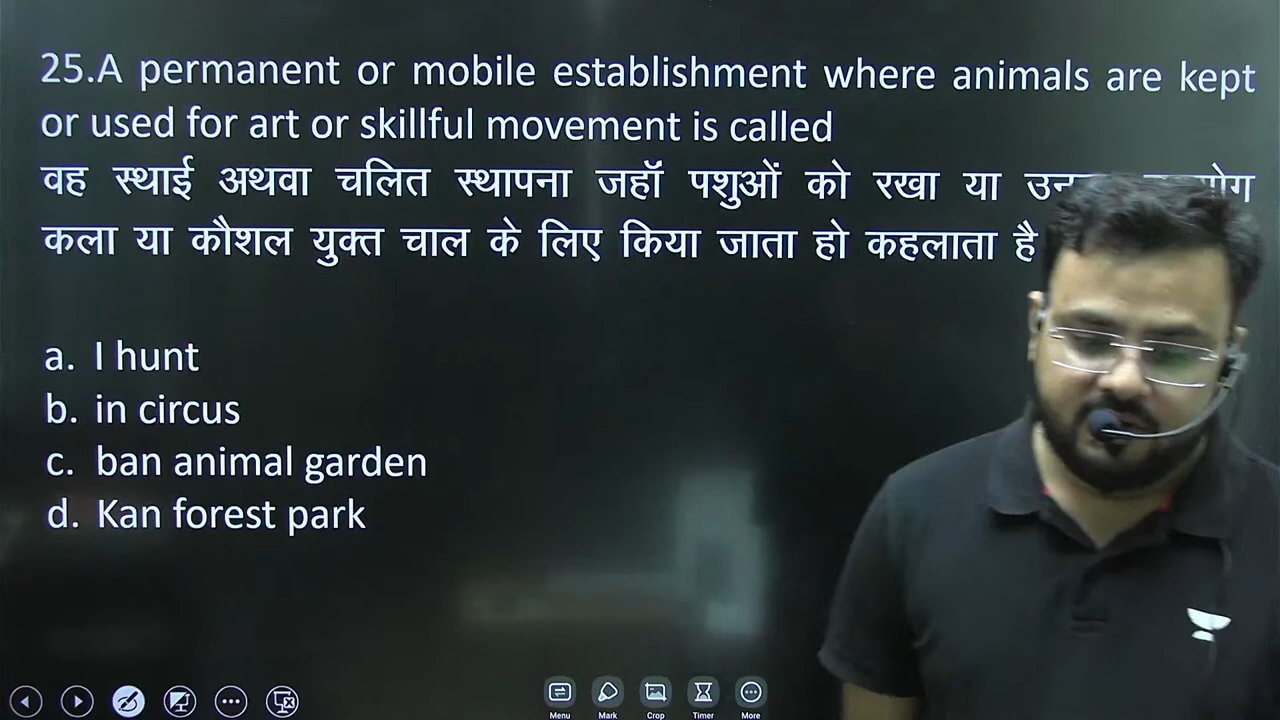 25.A permanent or mobile establishment where animals are kept
or used for art or skillful movement is called
वह स्थाई अथवा चलित स्थापना जहॉ पशुओं को रखा या
कला या कौशल युक्त चाल के लिए किया जाता हो कहलाता है
a. I hunt
b. in circus
c. ban animal garden
d. Kan forest park
Menu Mark Crop Timer More